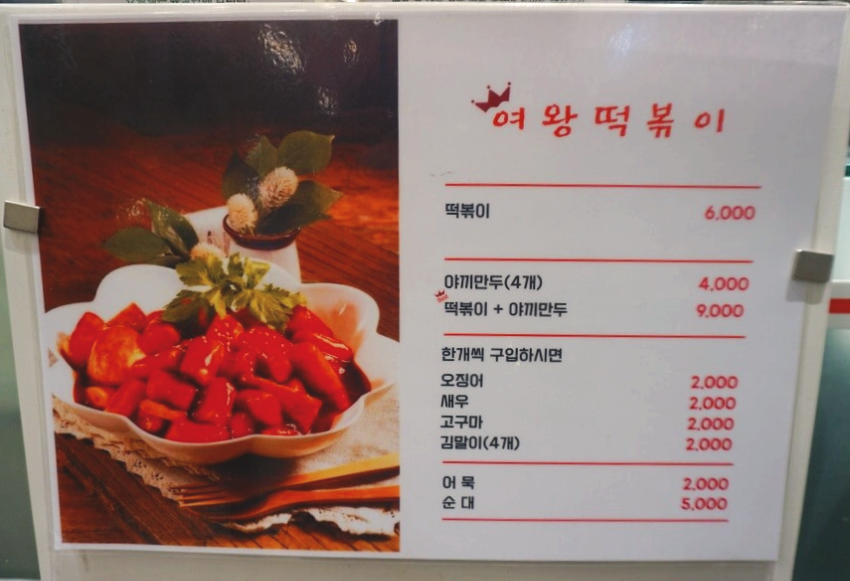 여왕떡볶이
떡볶이 6,000
야끼만두(4개) 4,000
떡볶이 + 야끼만두 9,000
한개씩 구입하시면
오징어 2,000
새우 2,000
고구마 2,000
김말이(4개) 2,000
어묵 2,000
순대 5,000